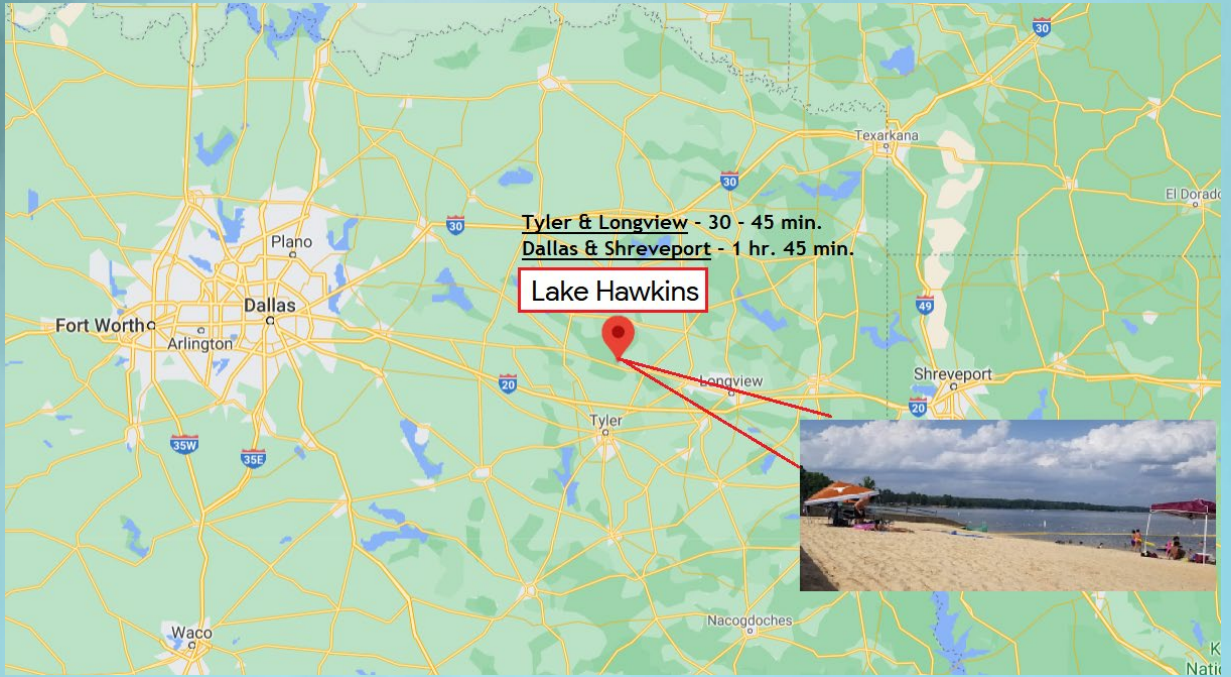 30
Texarkana
30
El Dorado
Tyler & Longview - 30 - 45 min.
30
Plano
Dallas & Shreveport - 1 hr. 45 min.
Lake Hawkins
Dallas
49
Fort Worth
Arlington
Longview
Shreveport
20
20
Tyler
35W
35E
Nacogdoches
Waco
K
Natio